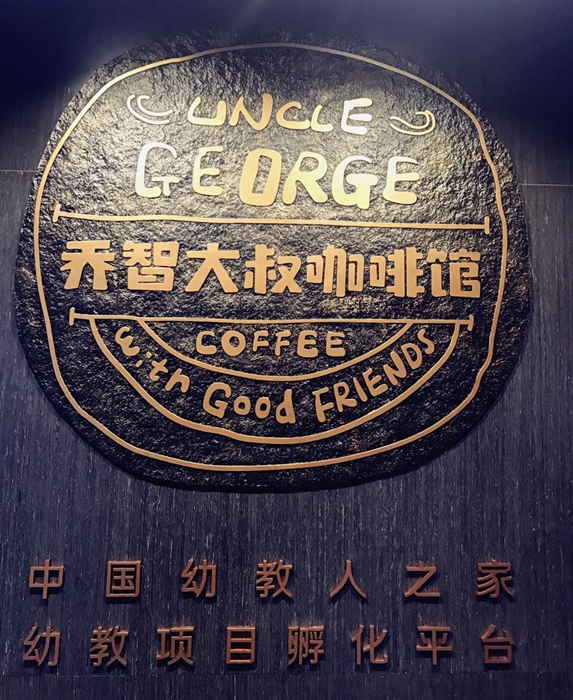 UNCLE
GEORGE
乔智大叔咖啡馆
COFFEE
with Good FRIENDS
中国幼教人之家
幼教项目孵化平台